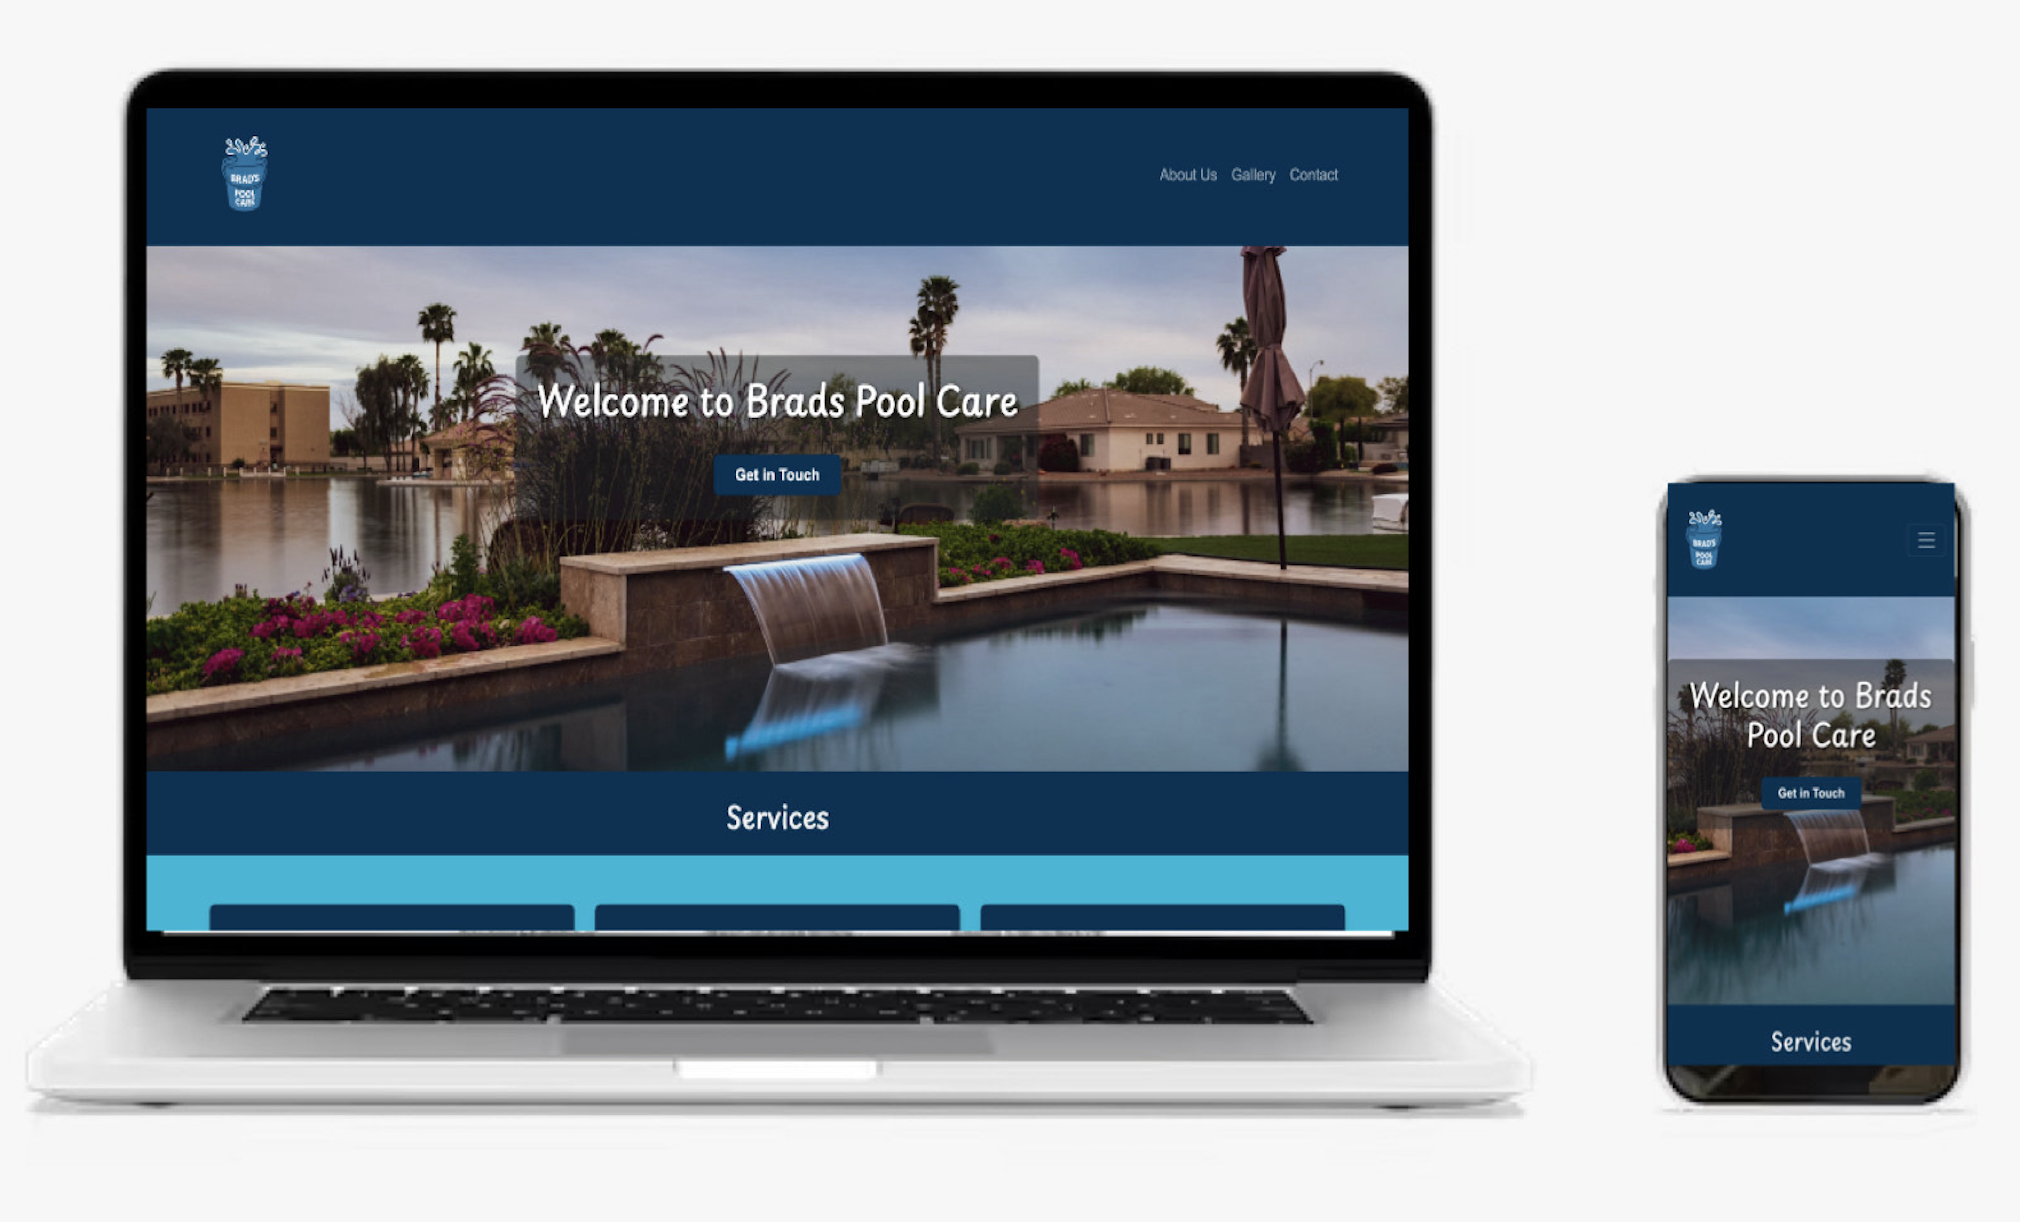 BRAD'S
POOL
CARE
About Us Gallery Contact
Welcome to Brads Pool Care
Get in Touch
Services
BRAD'S
POOL
CARE
Welcome to Brads
Pool Care
Get in Touch
Services